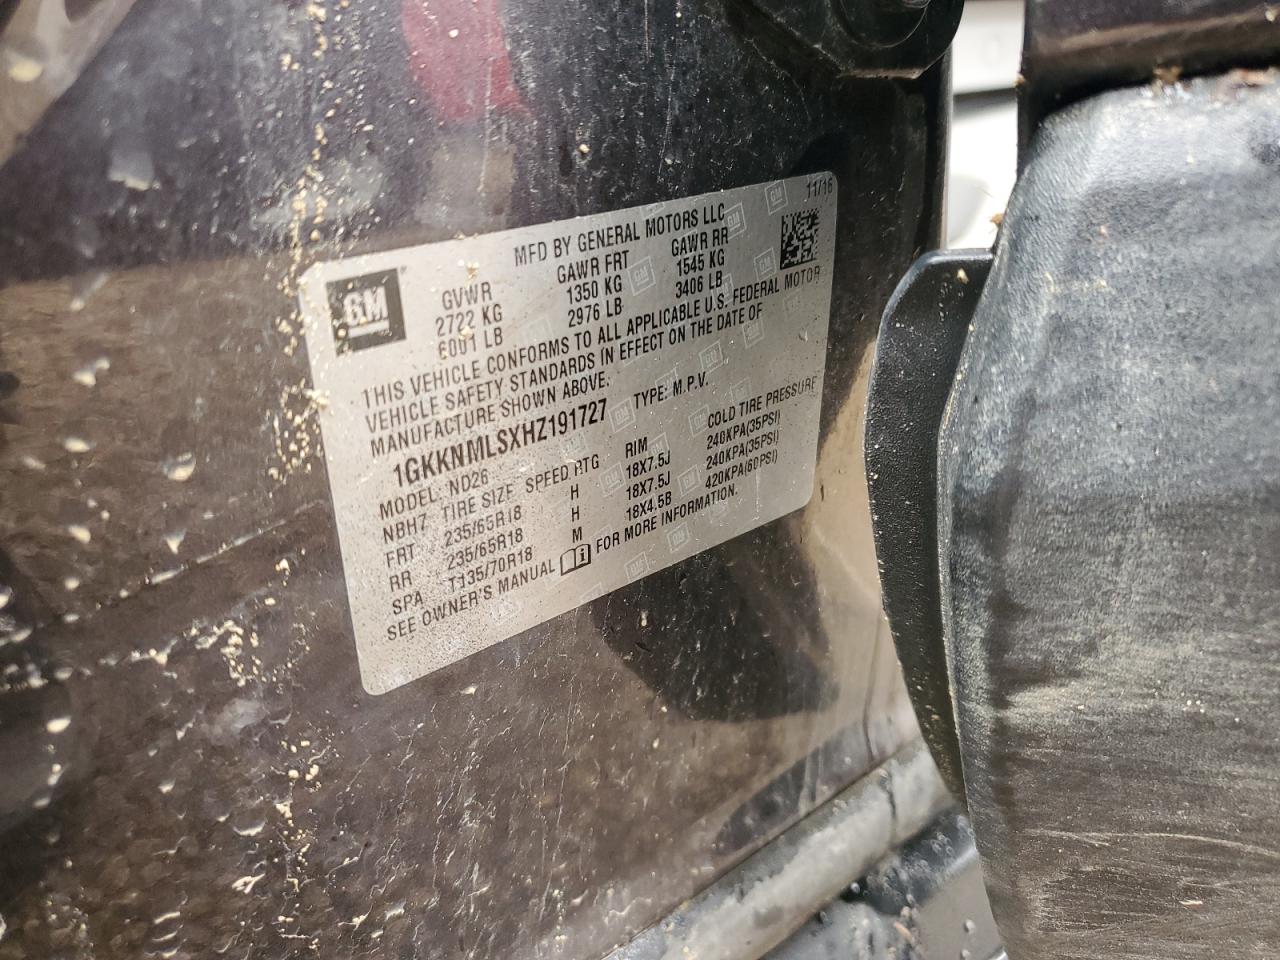 11/16
MFD BY GENERAL MOTORS LLC
GM
GVWR GAWR FRT GAWR RR
2722 KG 1350 KG 1545 KG
6001 LB 2976 LB 3406 LB
THIS VEHICLE CONFORMS TO ALL APPLICABLE U.S. FEDERAL MOTOR
VEHICLE SAFETY STANDARDS IN EFFECT ON THE DATE OF
MANUFACTURE SHOWN ABOVE.
1GKKNMLSXHZ191727 TYPE: M.P.V.
MODEL: ND26
NBH7 TIRE SIZE SPEED RTG RIM COLD TIRE PRESSURE
FRT 235/65R18 H 18X7.5J 240KPA(35PSI)
RR 235/65R18 H 18X7.5J 240KPA(35PSI)
SPA T135/70R18 M 18X4.5B 420KPA(60PSI)
SEE OWNER'S MANUAL FOR MORE INFORMATION.